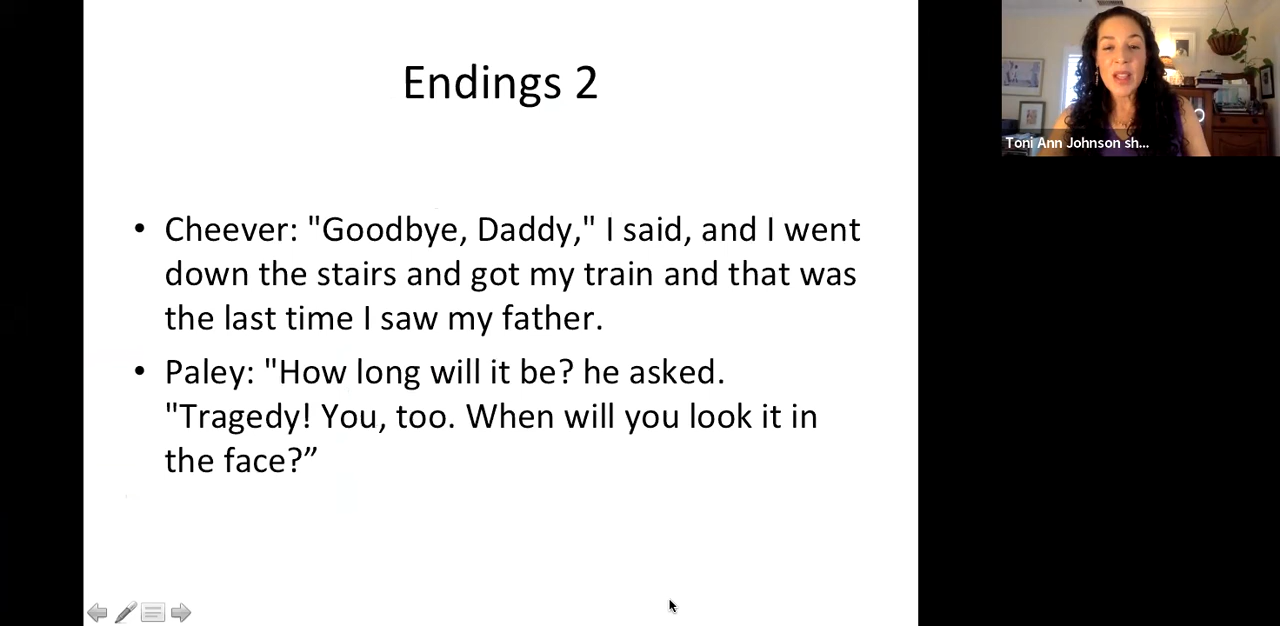 Endings 2
Toni Ann Johnson sh...
• Cheever: "Goodbye, Daddy," I said, and I went
down the stairs and got my train and that was
the last time I saw my father.
• Paley: "How long will it be? he asked.
"Tragedy! You, too. When will you look it in
the face?”